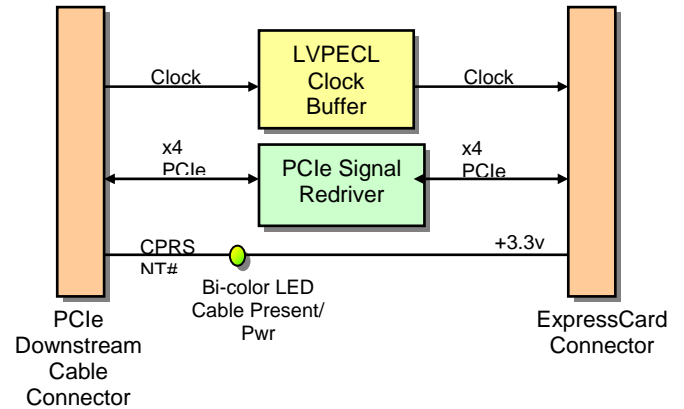 LVPECL
Clock
Buffer
Clock
Clock
x4
PCIe
PCIe Signal
Redriver
x4
PCIe
CPRS
NT#
+3.3v
Bi-color LED
Cable Present/
Pwr
PCIe
Downstream
Cable
Connector
ExpressCard
Connector